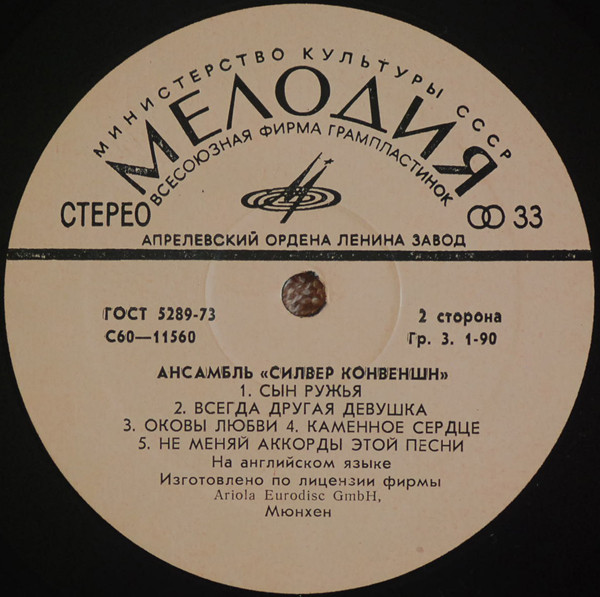 МИНИСТЕРСТВО КУЛЬТУРЫ СССР
МЕЛОДИЯ
ВСЕСОЮЗНАЯ ФИРМА ГРАМПЛАСТИНОК
СТЕРЕО
33
АПРЕЛЕВСКИЙ ОРДЕНА ЛЕНИНА ЗАВОД
ГОСТ 5289-73
2 сторона
С60—11560
Гр. 3. 1-90
АНСАМБЛЬ «СИЛВЕР КОНВЕНШН»
1. СЫН РУЖЬЯ
2. ВСЕГДА ДРУГАЯ ДЕВУШКА
3. ОКОВЫ ЛЮБВИ 4. КАМЕННОЕ СЕРДЦЕ
5. НЕ МЕНЯЙ АККОРДЫ ЭТОЙ ПЕСНИ
На английском языке
Изготовлено по лицензии фирмы
Ariola Eurodisc GmbH,
Мюнхен